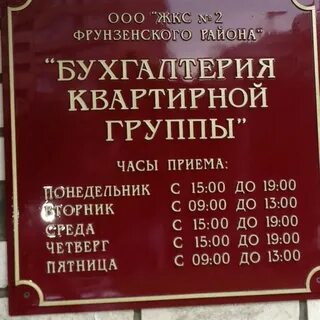 ООО "ЖКС №2
ФРУНЗЕНСКОГО РАЙОНА"
"БУХГАЛТЕРИЯ
КВАРТИРНОЙ
ГРУППЫ"
ЧАСЫ ПРИЕМА:
ПОНЕДЕЛЬНИК С 15:00 ДО 19:00
ВТОРНИК С 09:00 ДО 13:00
СРЕДА С 15:00 ДО 19:00
ЧЕТВЕРГ С 15:00 ДО 19:00
ПЯТНИЦА С 09:00 ДО 13:00